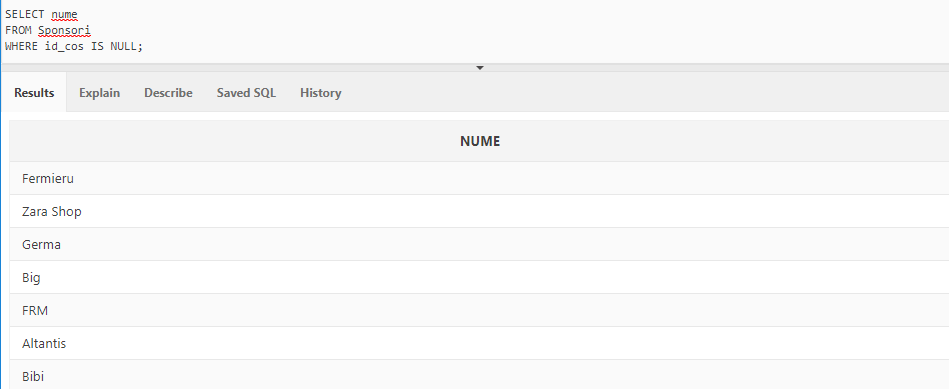 SELECT nume
FROM Sponsori
WHERE id_cos IS NULL;
Results Explain Describe Saved SQL History
NUME
Fermieru
Zara Shop
Germa
Big
FRM
Altantis
Bibi